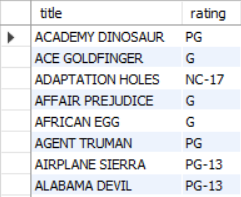 title rating
ACADEMY DINOSAUR PG
ACE GOLDFINGER G
ADAPTATION HOLES NC-17
AFFAIR PREJUDICE G
AFRICAN EGG G
AGENT TRUMAN PG
AIRPLANE SIERRA PG-13
ALABAMA DEVIL PG-13